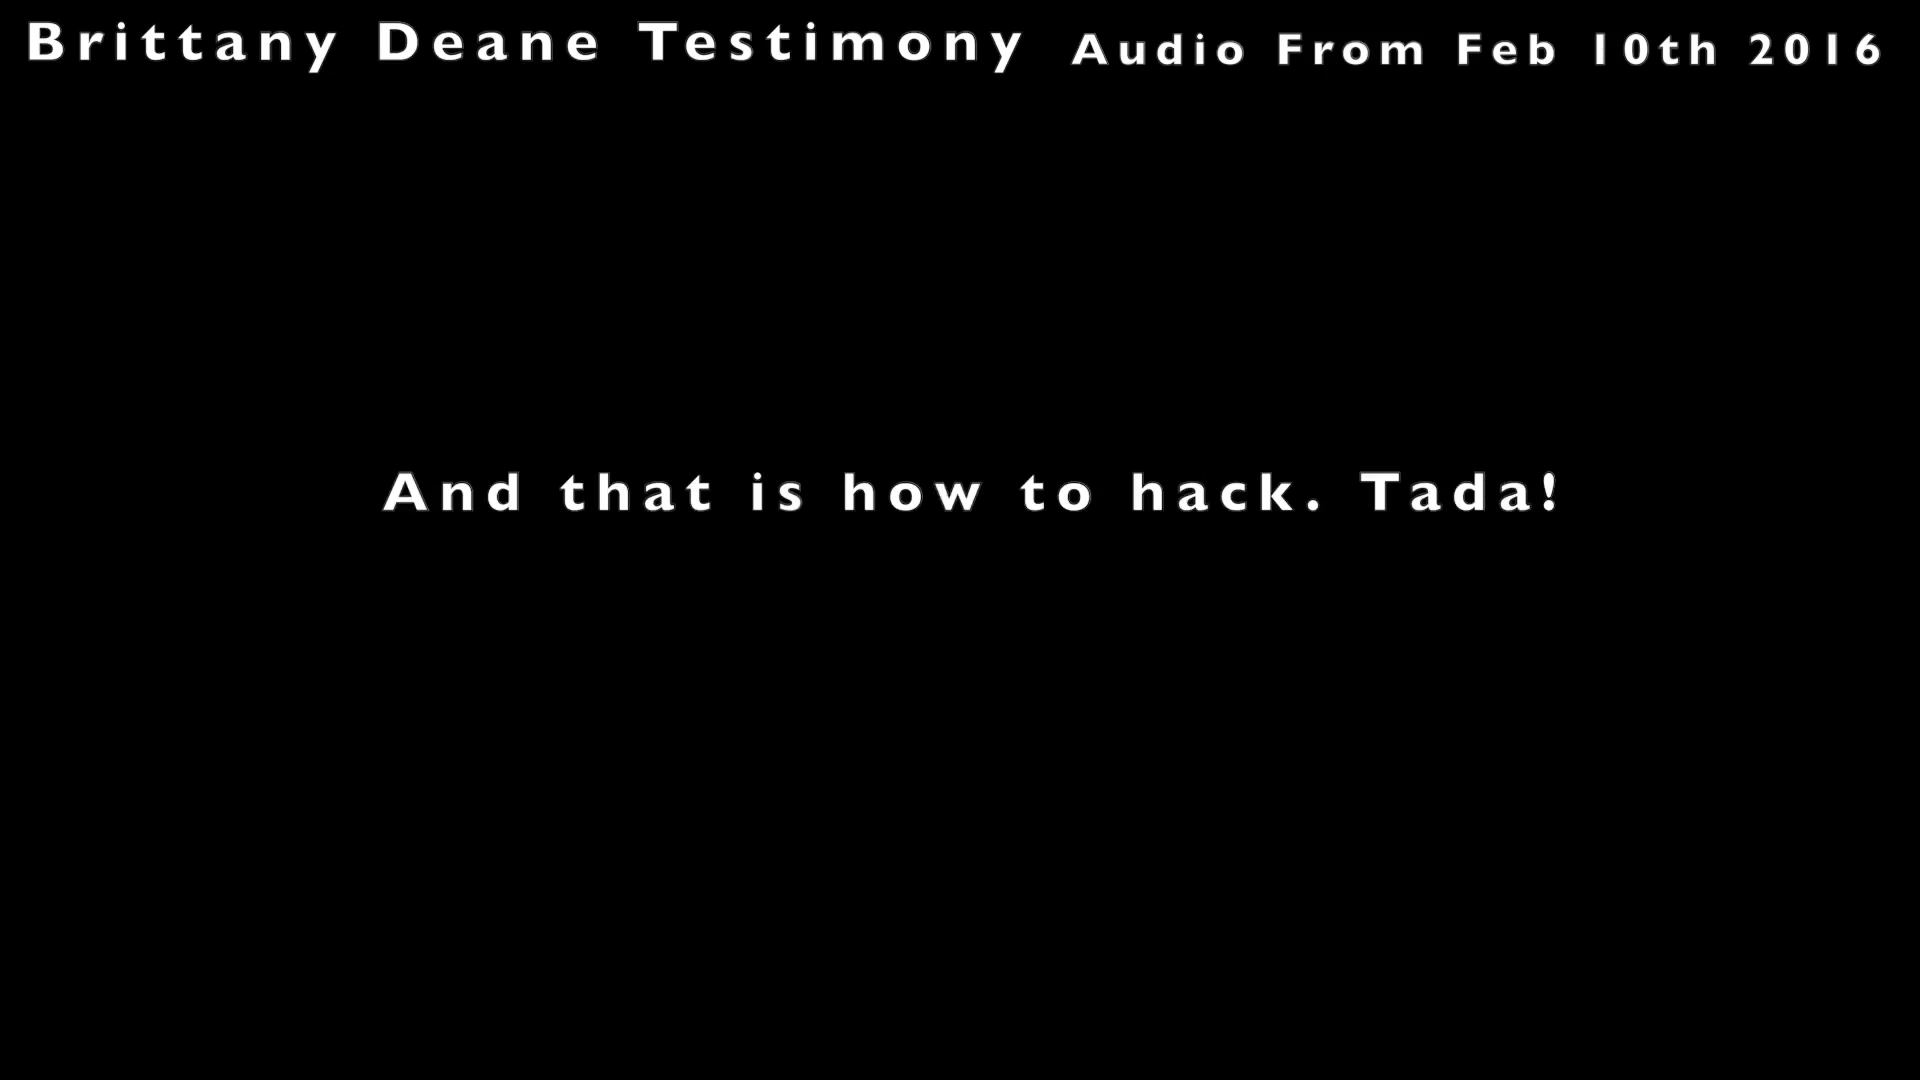 Brittany Deane Testimony Audio From Feb 10th 2016
And that is how to hack. Tada!